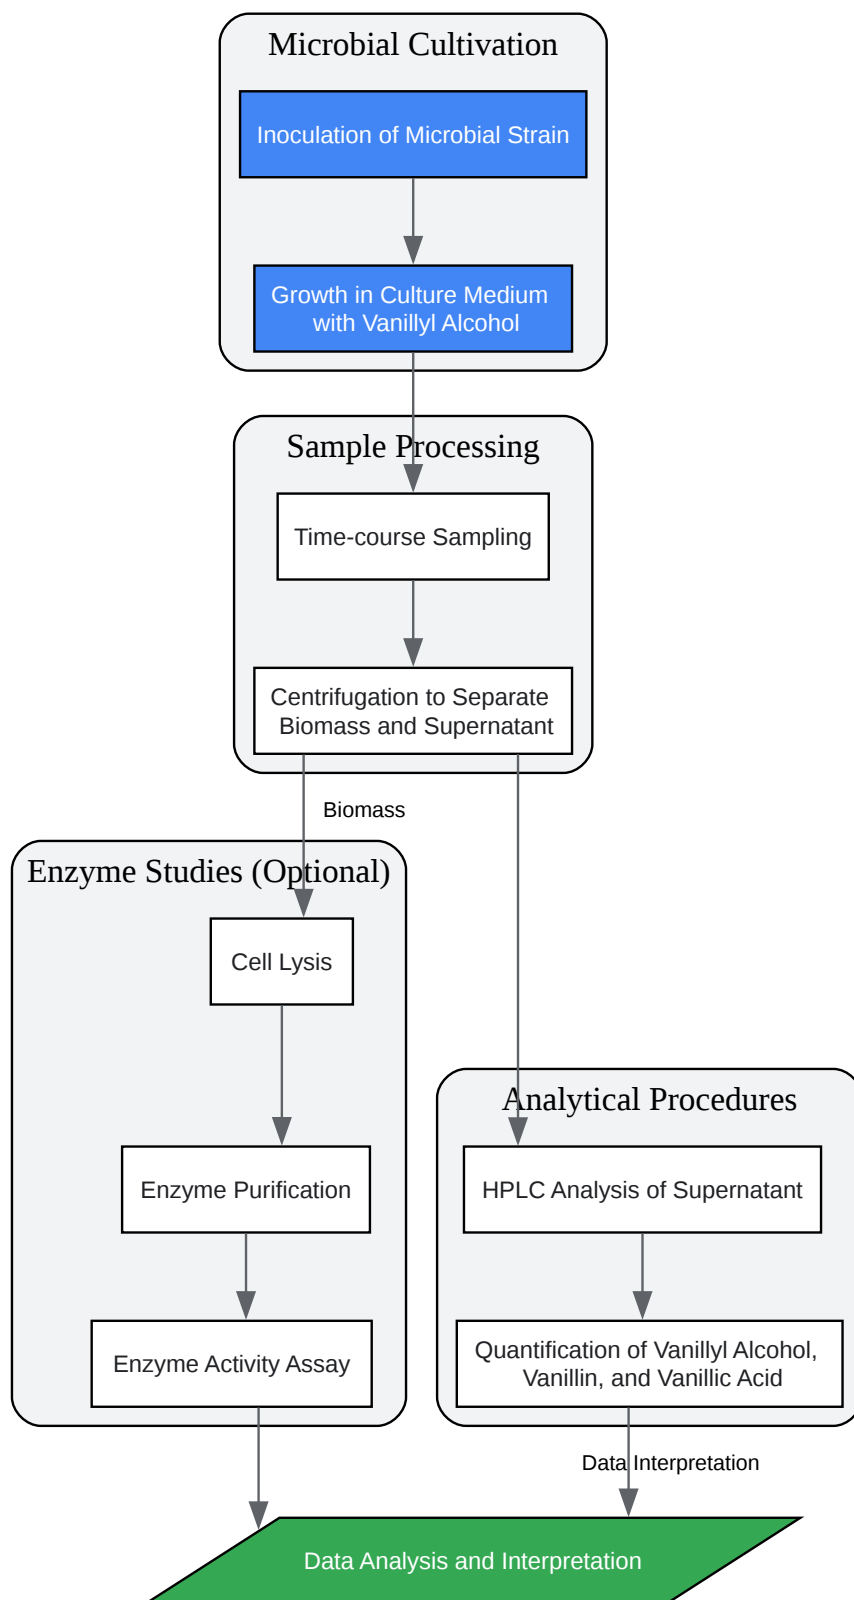 Microbial Cultivation
Inoculation of Microbial Strain
Growth in Culture Medium
with Vanillyl Alcohol
Sample Processing
Time-course Sampling
Centrifugation to Separate
Biomass and Supernatant
Biomass
Enzyme Studies (Optional)
Cell Lysis
Enzyme Purification
Enzyme Activity Assay
Analytical Procedures
HPLC Analysis of Supernatant
Quantification of Vanillyl Alcohol,
Vanillin, and Vanillic Acid
Data Interpretation
Data Analysis and Interpretation